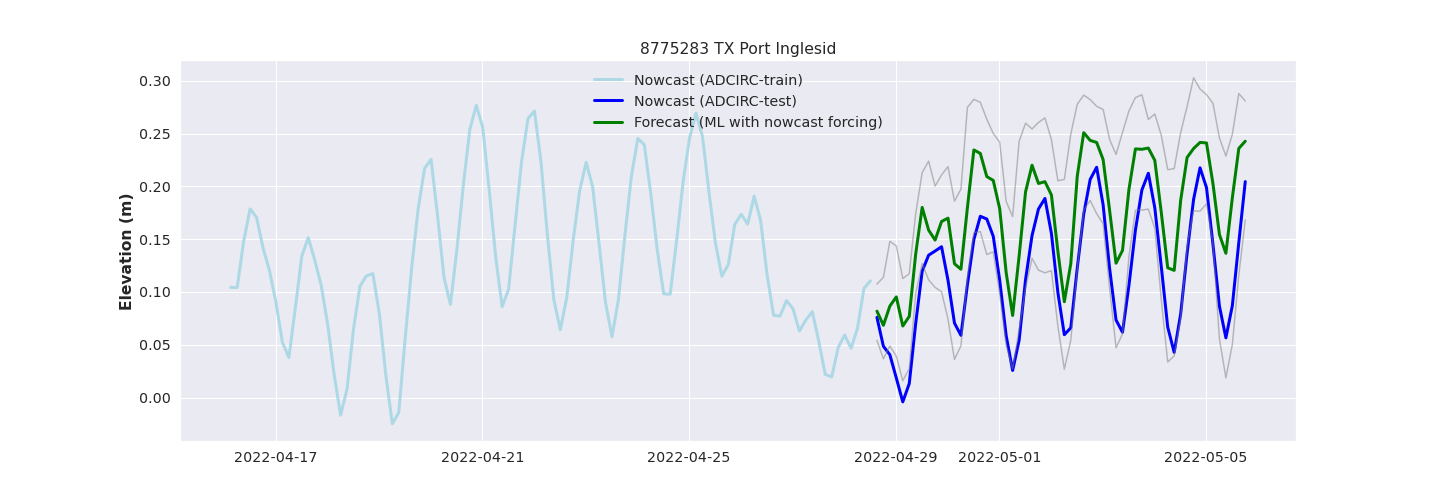 8775283 TX Port Inglesid
Nowcast (ADCIRC-train)
Nowcast (ADCIRC-test)
Forecast (ML with nowcast forcing)
Elevation (m)
0.30
0.25
0.20
0.15
0.10
0.05
0.00
2022-04-17
2022-04-21
2022-04-25
2022-04-29
2022-05-01
2022-05-05